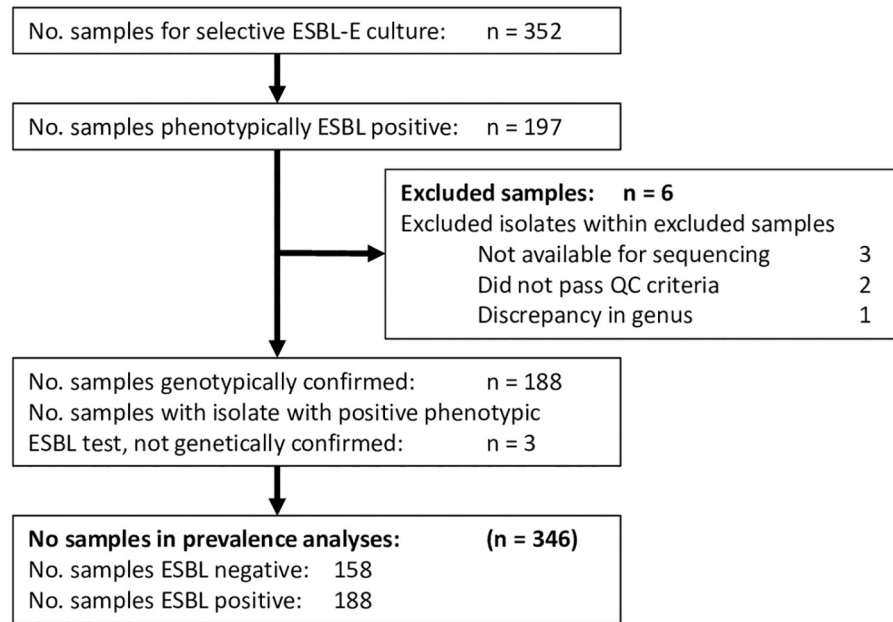 No. samples for selective ESBL-E culture: n = 352
No. samples phenotypically ESBL positive: n = 197
Excluded samples: n = 6
Excluded isolates within excluded samples
Not available for sequencing 3
Did not pass QC criteria 2
Discrepancy in genus 1
No. samples genotypically confirmed: n = 188
No. samples with isolate with positive phenotypic
ESBL test, not genetically confirmed: n = 3
No samples in prevalence analyses: (n = 346)
No. samples ESBL negative: 158
No. samples ESBL positive: 188